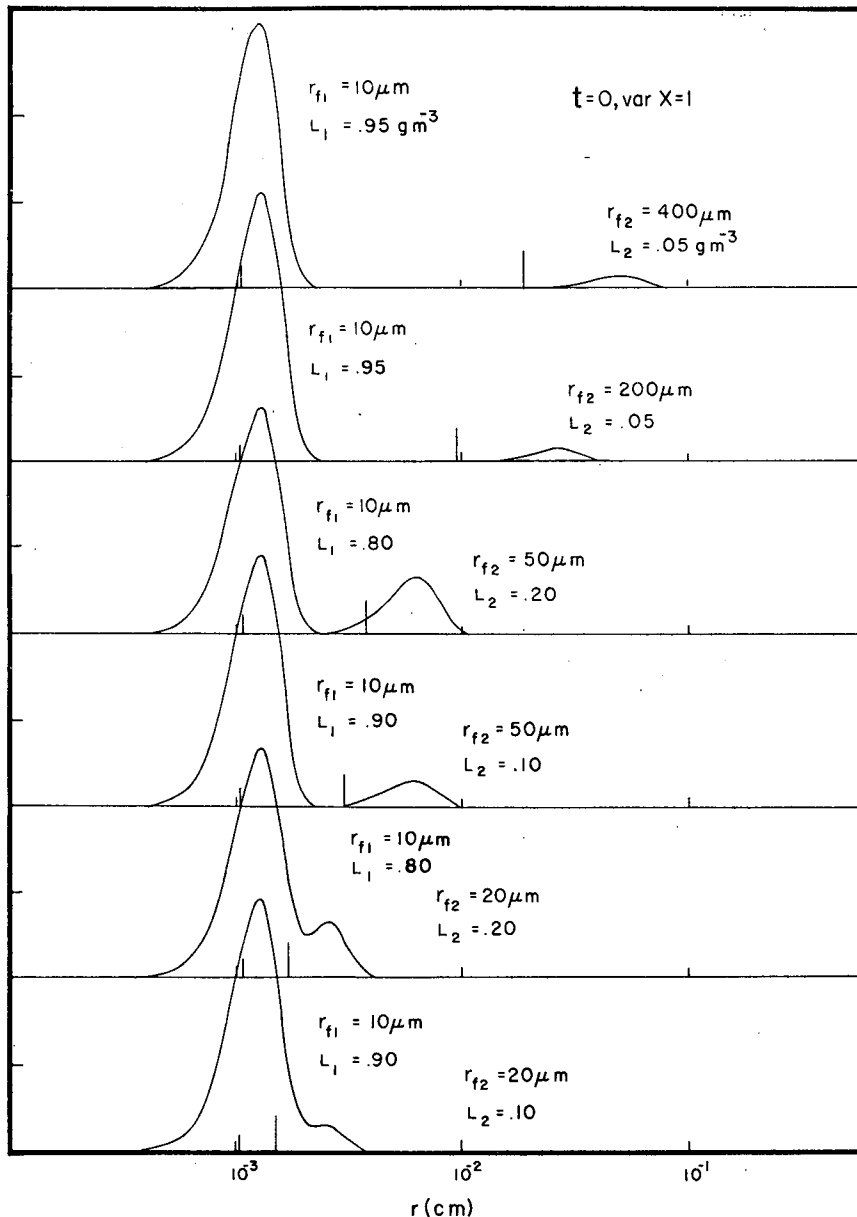 r_f1 = 10μm
L_1 = .95 g m^-3
t=0, var X=1
r_f2 = 400μm
L_2 = .05 g m^-3
r_f1 = 10μm
L_1 = .95
r_f2 = 200μm
L_2 = .05
r_f1 = 10μm
L_1 = .80
r_f2 = 50μm
L_2 = .20
r_f1 = 10μm
L_1 = .90
r_f2 = 50μm
L_2 = .10
r_f1 = 10μm
L_1 = .80
r_f2 = 20μm
L_2 = .20
r_f1 = 10μm
L_1 = .90
r_f2 = 20μm
L_2 = .10
10^-3 10^-2 10^-1
r (cm)